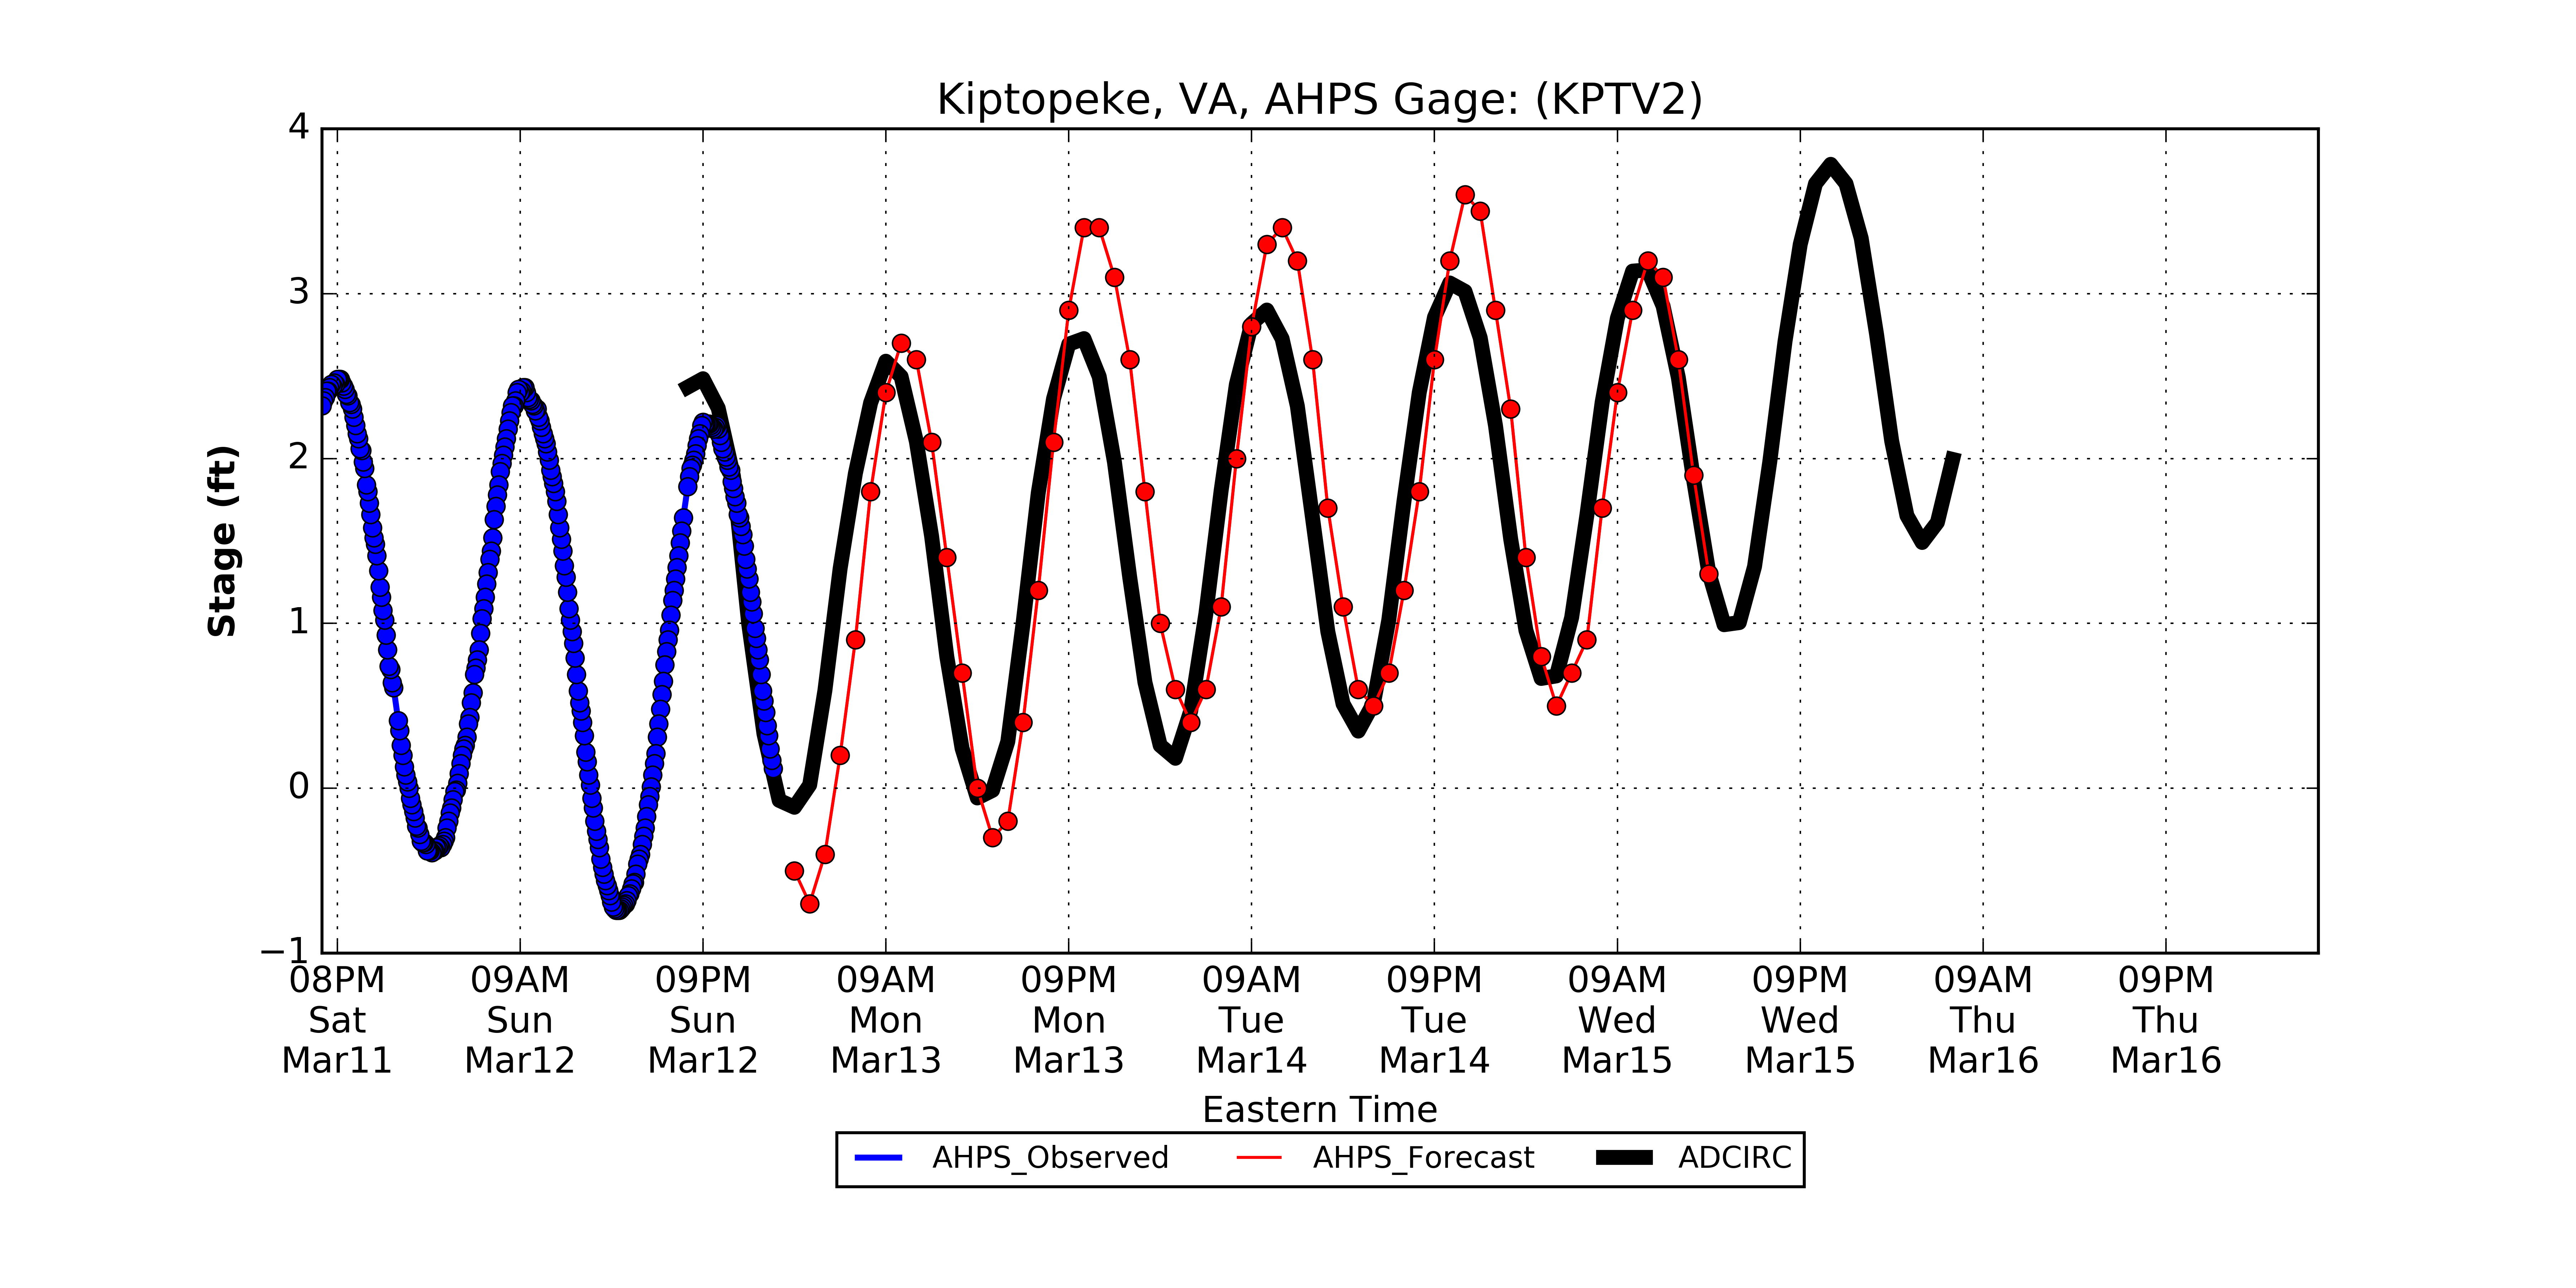 Kiptopeke, VA, AHPS Gage: (KPTV2)
4
3
2
1
0
−1
Stage (ft)
08PM 09AM 09PM 09AM 09PM 09AM 09PM 09AM 09PM 09AM 09PM
Sat Sun Sun Mon Mon Tue Tue Wed Wed Thu Thu
Mar11 Mar12 Mar12 Mar13 Mar13 Mar14 Mar14 Mar15 Mar15 Mar16 Mar16
Eastern Time
AHPS_Observed AHPS_Forecast ADCIRC